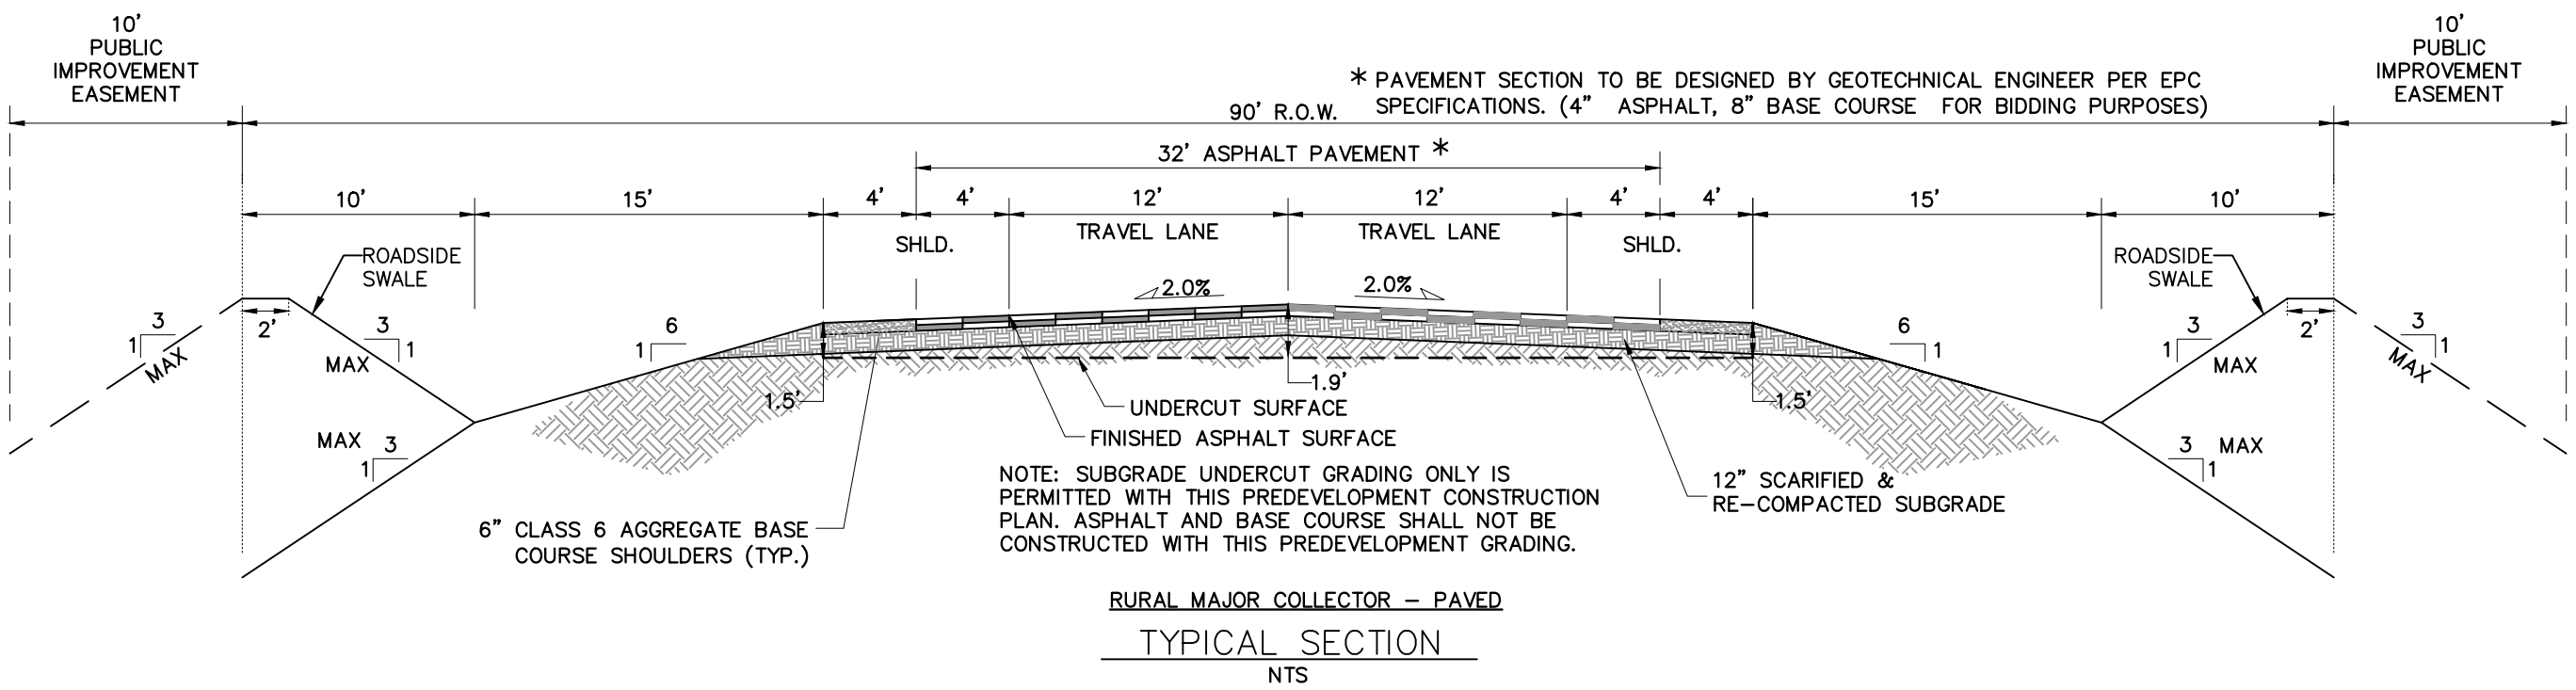 10'
PUBLIC
IMPROVEMENT
EASEMENT
10'
PUBLIC
IMPROVEMENT
EASEMENT
* PAVEMENT SECTION TO BE DESIGNED BY GEOTECHNICAL ENGINEER PER EPC
SPECIFICATIONS. (4" ASPHALT, 8" BASE COURSE FOR BIDDING PURPOSES)
90' R.O.W.
32' ASPHALT PAVEMENT *
10' 15' 4' 4' 12' 12' 4' 4' 15' 10'
SHLD. TRAVEL LANE TRAVEL LANE SHLD.
ROADSIDE
SWALE
ROADSIDE
SWALE
2.0% 2.0%
3
1
MAX
2'
3
1
MAX
6
1
6
1
3
1
MAX
2'
3
1
MAX
1.5'
1.9'
1.5'
UNDERCUT SURFACE
FINISHED ASPHALT SURFACE
MAX
3
1
3
1
MAX
NOTE: SUBGRADE UNDERCUT GRADING ONLY IS
PERMITTED WITH THIS PREDEVELOPMENT CONSTRUCTION
PLAN. ASPHALT AND BASE COURSE SHALL NOT BE
CONSTRUCTED WITH THIS PREDEVELOPMENT GRADING.
12" SCARIFIED &
RE-COMPACTED SUBGRADE
6" CLASS 6 AGGREGATE BASE
COURSE SHOULDERS (TYP.)
RURAL MAJOR COLLECTOR – PAVED
TYPICAL SECTION
NTS